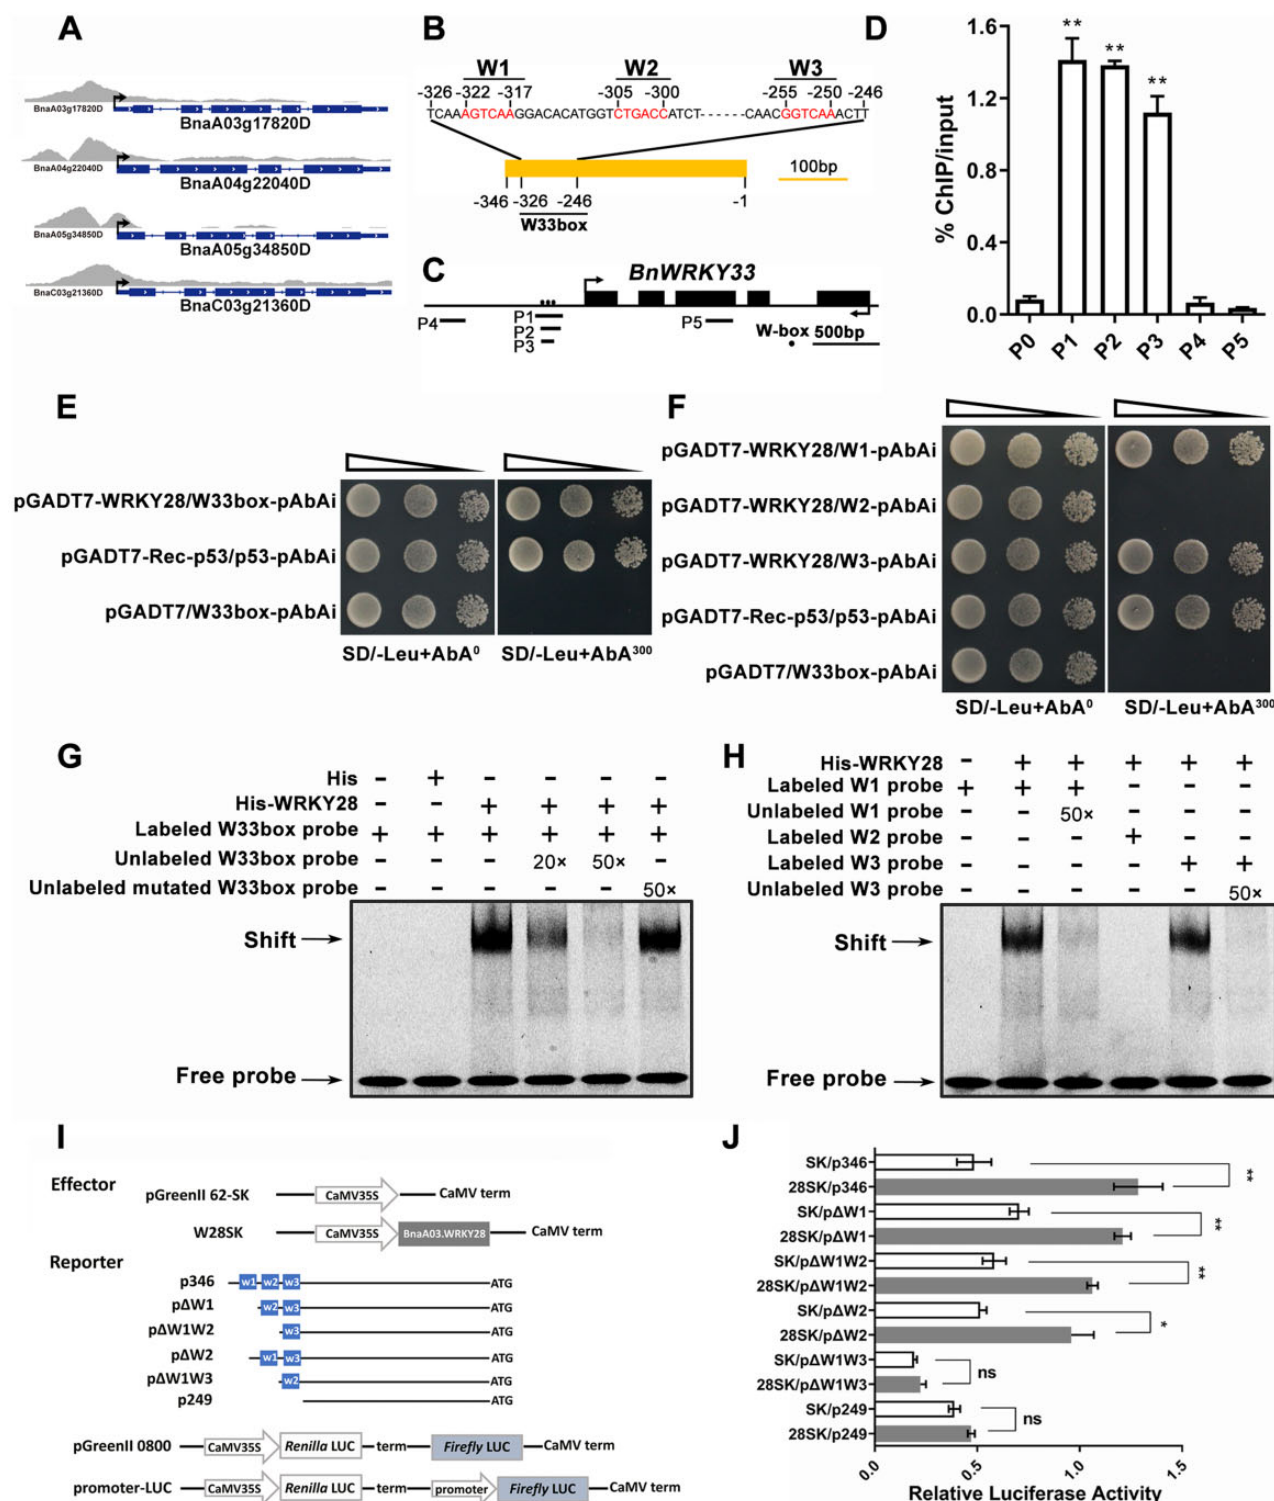 A
BnaA03g17820D
BnaA03g17820D
BnaA04g22040D
BnaA04g22040D
BnaA05g34850D
BnaA05g34850D
BnaC03g21360D
BnaC03g21360D
B
W1 W2 W3
-326 -322 -317 -305 -300 -255 -250 -246
TCAAAGTCAAGGACACATGGTCTGACCATCT------CAACGGTCAAACTT
100bp
-346 -326 -246 -1
W33box
C
BnWRKY33
P4
P1
P2
P3
P5
W-box
500bp
D
% ChIP/input
1.6
1.2
0.8
0.4
0.0
** ** **
P0 P1 P2 P3 P4 P5
E
pGADT7-WRKY28/W33box-pAbAi
pGADT7-Rec-p53/p53-pAbAi
pGADT7/W33box-pAbAi
SD/-Leu+AbA⁰ SD/-Leu+AbA³⁰⁰
F
pGADT7-WRKY28/W1-pAbAi
pGADT7-WRKY28/W2-pAbAi
pGADT7-WRKY28/W3-pAbAi
pGADT7-Rec-p53/p53-pAbAi
pGADT7/W33box-pAbAi
SD/-Leu+AbA⁰ SD/-Leu+AbA³⁰⁰
G
His - + - - - -
His-WRKY28 - - + + + +
Labeled W33box probe + + + + + +
Unlabeled W33box probe - - - 20× 50× -
Unlabeled mutated W33box probe - - - - - 50×
Shift
Free probe
H
His-WRKY28 - + + + + +
Labeled W1 probe + + + - - -
Unlabeled W1 probe - - 50× - - -
Labeled W2 probe - - - + - -
Labeled W3 probe - - - - + +
Unlabeled W3 probe - - - - - 50×
Shift
Free probe
I
Effector
pGreenII 62-SK CaMV35S CaMV term
W28SK CaMV35S BnaA03.WRKY28 CaMV term
Reporter
p346 w1 w2 w3 ATG
pΔW1 w2 w3 ATG
pΔW1W2 w3 ATG
pΔW2 w1 w3 ATG
pΔW1W3 w2 ATG
p249 ATG
pGreenII 0800 CaMV35S Renilla LUC term Firefly LUC CaMV term
promoter-LUC CaMV35S Renilla LUC term promoter Firefly LUC CaMV term
J
SK/p346
28SK/p346
**
SK/pΔW1
28SK/pΔW1
**
SK/pΔW1W2
28SK/pΔW1W2
**
SK/pΔW2
28SK/pΔW2
*
SK/pΔW1W3
28SK/pΔW1W3
ns
SK/p249
28SK/p249
ns
0.0 0.5 1.0 1.5
Relative Luciferase Activity